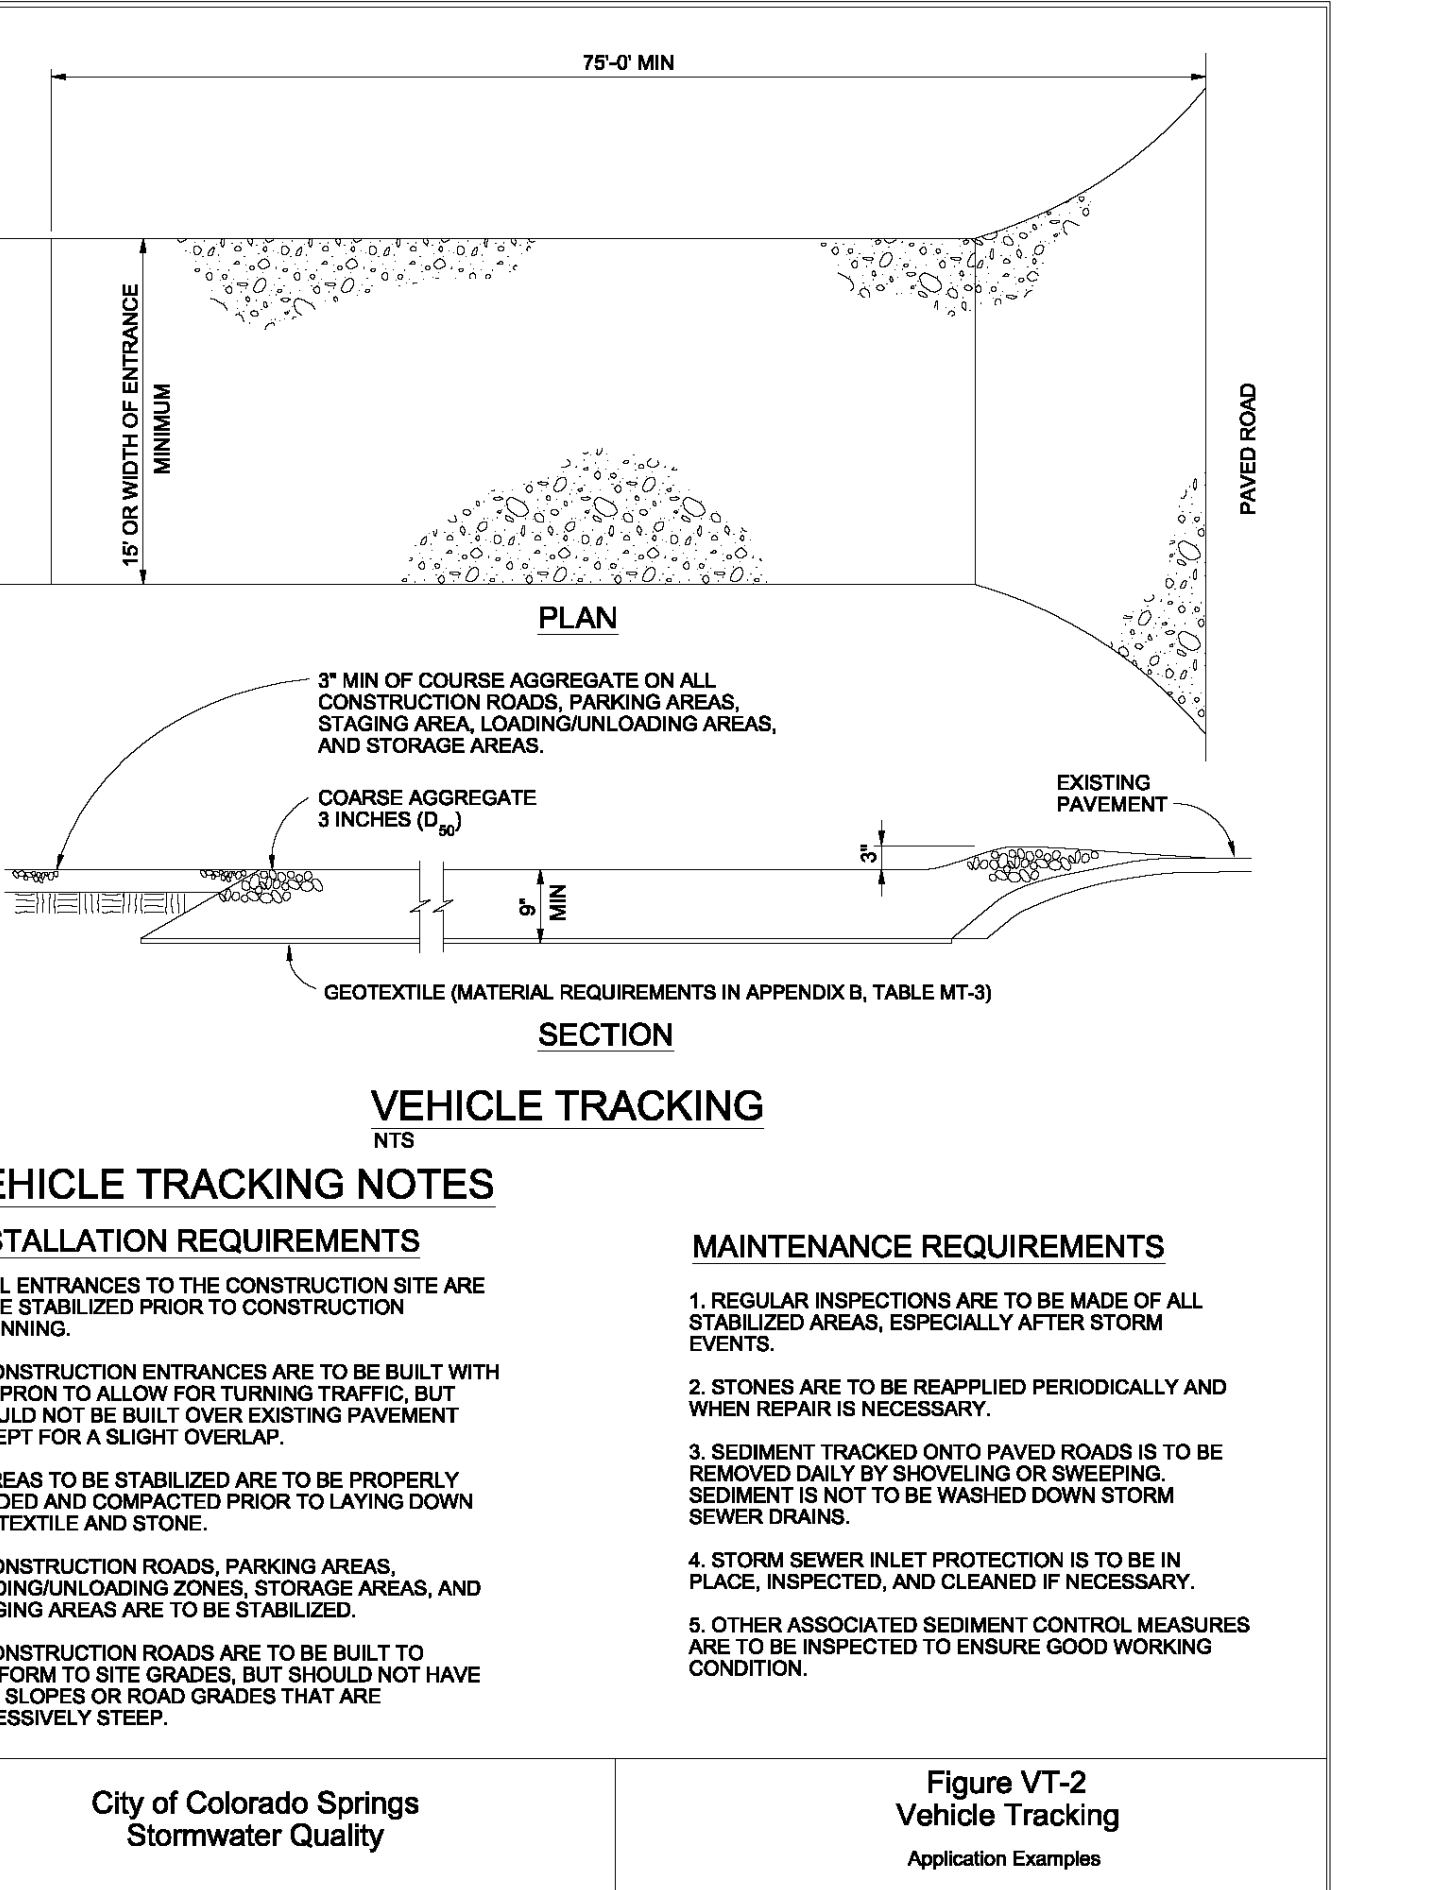 75'-0' MIN
15' OR WIDTH OF ENTRANCE
MINIMUM
PAVED ROAD
PLAN
3" MIN OF COURSE AGGREGATE ON ALL
CONSTRUCTION ROADS, PARKING AREAS,
STAGING AREA, LOADING/UNLOADING AREAS,
AND STORAGE AREAS.
COARSE AGGREGATE
3 INCHES (D50)
EXISTING
PAVEMENT
3"
9"
MIN
GEOTEXTILE (MATERIAL REQUIREMENTS IN APPENDIX B, TABLE MT-3)
SECTION
VEHICLE TRACKING
NTS
EHICLE TRACKING NOTES
STALLATION REQUIREMENTS
L ENTRANCES TO THE CONSTRUCTION SITE ARE
E STABILIZED PRIOR TO CONSTRUCTION
NNING.
ONSTRUCTION ENTRANCES ARE TO BE BUILT WITH
PRON TO ALLOW FOR TURNING TRAFFIC, BUT
ULD NOT BE BUILT OVER EXISTING PAVEMENT
EPT FOR A SLIGHT OVERLAP.
REAS TO BE STABILIZED ARE TO BE PROPERLY
DED AND COMPACTED PRIOR TO LAYING DOWN
TEXTILE AND STONE.
ONSTRUCTION ROADS, PARKING AREAS,
DING/UNLOADING ZONES, STORAGE AREAS, AND
GING AREAS ARE TO BE STABILIZED.
ONSTRUCTION ROADS ARE TO BE BUILT TO
FORM TO SITE GRADES, BUT SHOULD NOT HAVE
SLOPES OR ROAD GRADES THAT ARE
ESSIVELY STEEP.
MAINTENANCE REQUIREMENTS
1. REGULAR INSPECTIONS ARE TO BE MADE OF ALL
STABILIZED AREAS, ESPECIALLY AFTER STORM
EVENTS.
2. STONES ARE TO BE REAPPLIED PERIODICALLY AND
WHEN REPAIR IS NECESSARY.
3. SEDIMENT TRACKED ONTO PAVED ROADS IS TO BE
REMOVED DAILY BY SHOVELING OR SWEEPING.
SEDIMENT IS NOT TO BE WASHED DOWN STORM
SEWER DRAINS.
4. STORM SEWER INLET PROTECTION IS TO BE IN
PLACE, INSPECTED, AND CLEANED IF NECESSARY.
5. OTHER ASSOCIATED SEDIMENT CONTROL MEASURES
ARE TO BE INSPECTED TO ENSURE GOOD WORKING
CONDITION.
City of Colorado Springs
Stormwater Quality
Figure VT-2
Vehicle Tracking
Application Examples